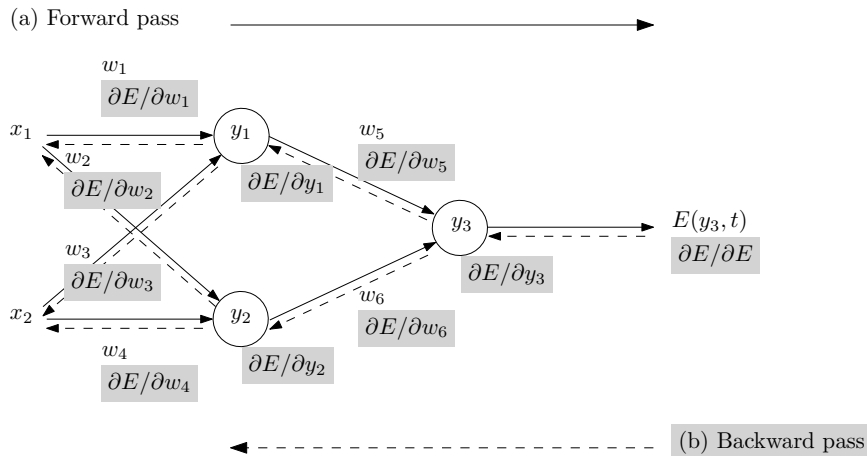 (a) Forward pass
w₁
∂E/∂w₁
x₁
y₁
w₂
∂E/∂w₂
w₅
∂E/∂w₅
∂E/∂y₁
y₃
E(y₃, t)
∂E/∂E
w₃
∂E/∂w₃
∂E/∂y₃
x₂
y₂
w₆
∂E/∂w₆
w₄
∂E/∂w₄
∂E/∂y₂
(b) Backward pass